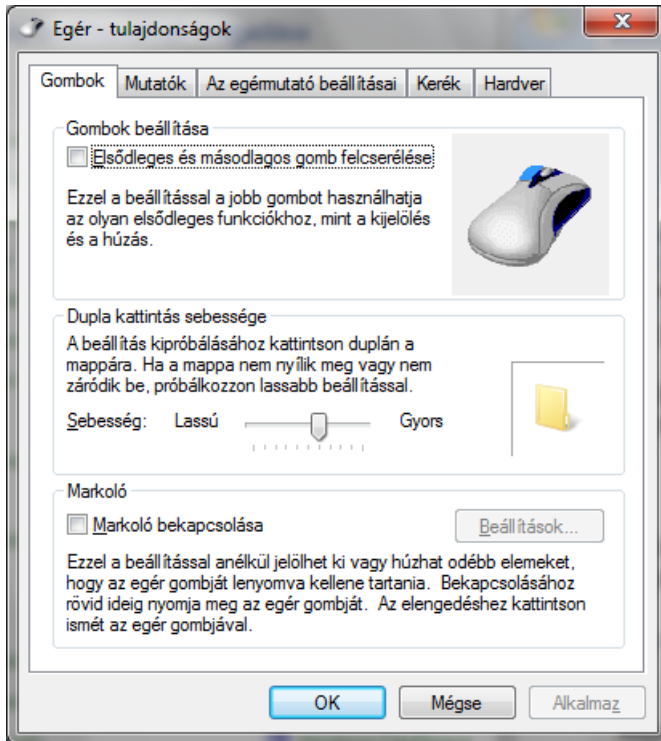 Egér - tulajdonságok
Gombok Mutatók Az egérmutató beállításai Kerék Hardver
Gombok beállítása
Elsődleges és másodlagos gomb felcserélése
Ezzel a beállítással a jobb gombot használhatja
az olyan elsődleges funkciókhoz, mint a kijelölés
és a húzás.
Dupla kattintás sebessége
A beállítás kipróbálásához kattintson duplán a
mappára. Ha a mappa nem nyílik meg vagy nem
záródik be, próbálkozzon lassabb beállítással.
Sebesség: Lassú Gyors
Markoló
Markoló bekapcsolása Beállítások...
Ezzel a beállítással anélkül jelölhet ki vagy húzhat odébb elemeket,
hogy az egér gombját lenyomva kellene tartania. Bekapcsolásához
rövid ideig nyomja meg az egér gombját. Az elengedéshez kattintson
ismét az egér gombjával.
OK Mégse Alkalmaz